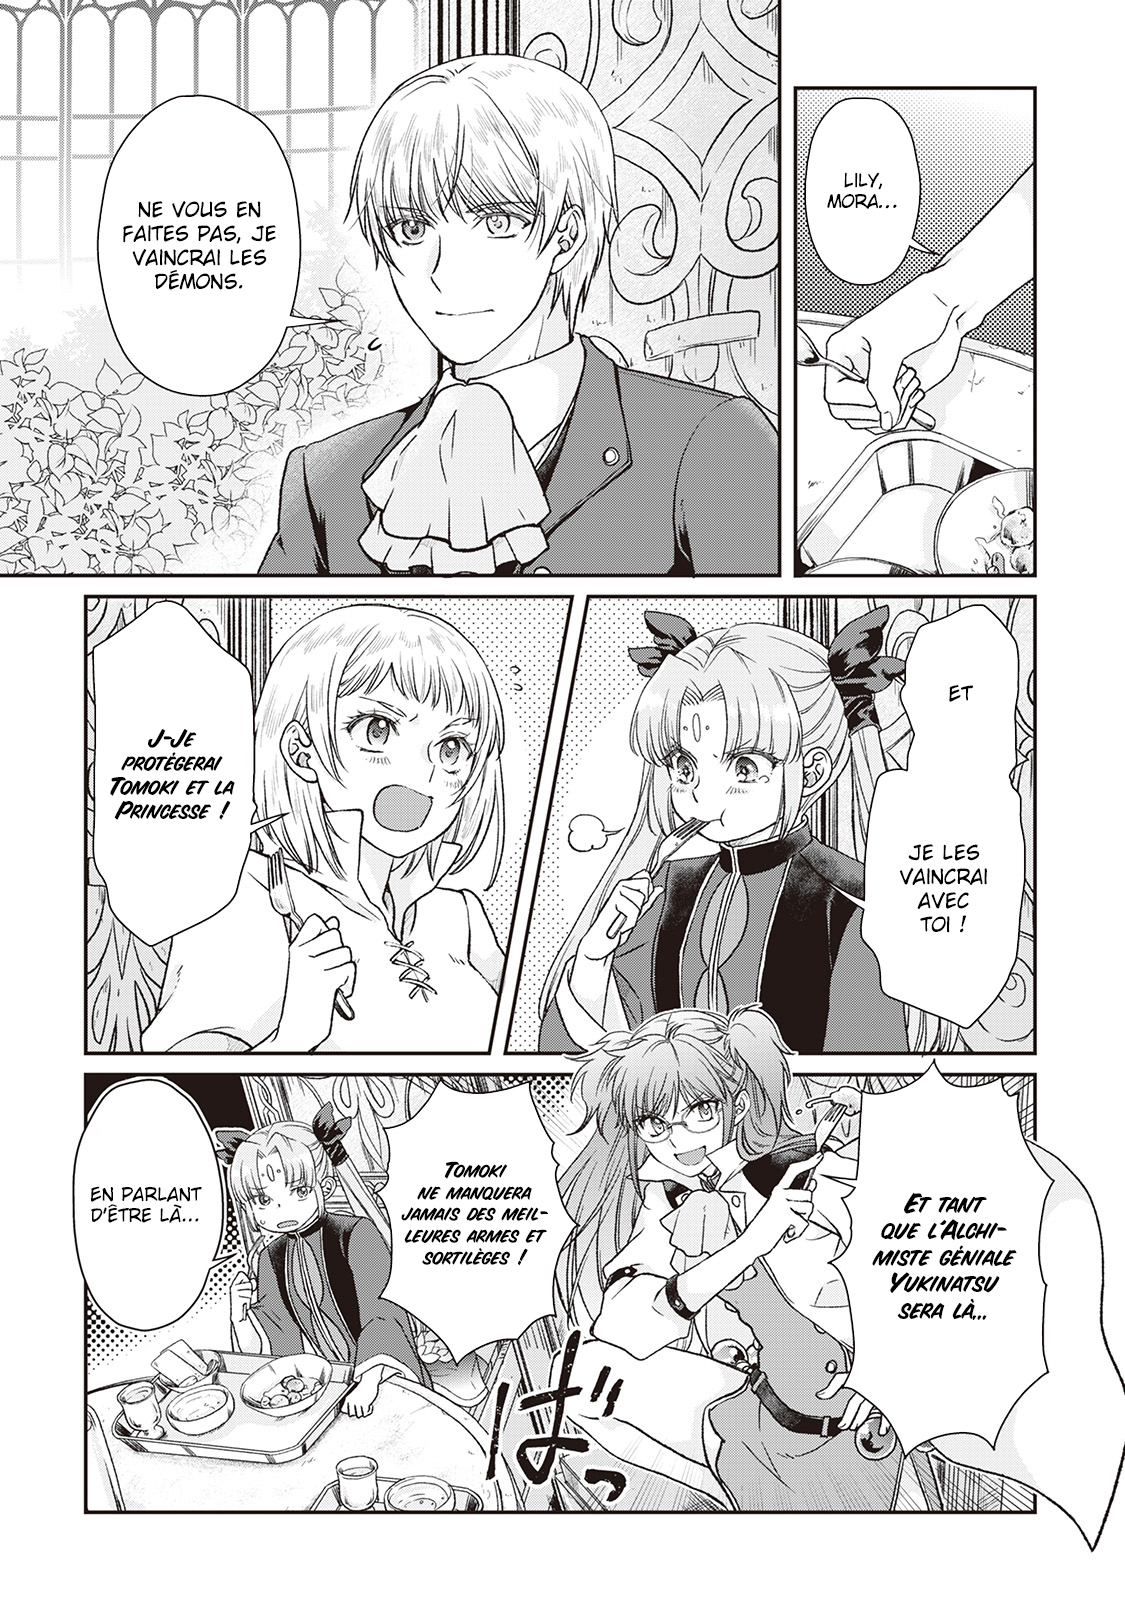 LILY,
MORA...
NE VOUS EN
FAITES PAS, JE
VAINCRAI LES
DÉMONS.
ET
JE LES
VAINCRAI
AVEC
TOI !
J-JE
PROTÉGERAI
TOMOKI ET LA
PRINCESSE !
ET TANT
QUE L'ALCHI-
MISTE GÉNIALE
YUKINATSU
SERA LÀ...
TOMOKI
NE MANQUERA
JAMAIS DES MEIL-
LEURES ARMES ET
SORTILÈGES !
ばっ
EN PARLANT
D'ÊTRE LÀ...